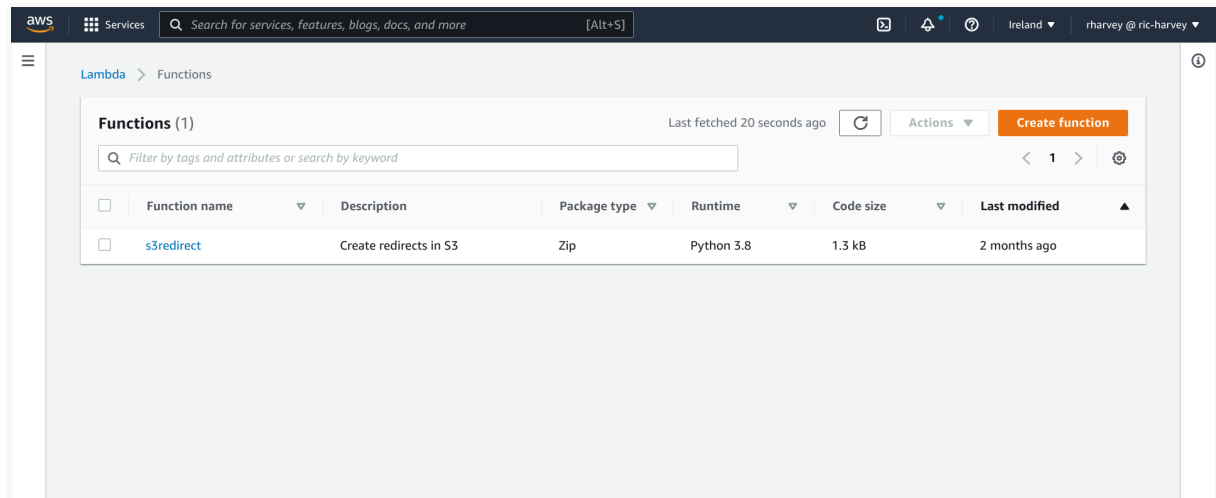 aws Services Search for services, features, blogs, docs, and more [Alt+S] Ireland rharvey @ ric-harvey
Lambda > Functions
Functions (1) Last fetched 20 seconds ago Actions Create function
Filter by tags and attributes or search by keyword < 1 >
Function name Description Package type Runtime Code size Last modified
s3redirect Create redirects in S3 Zip Python 3.8 1.3 kB 2 months ago